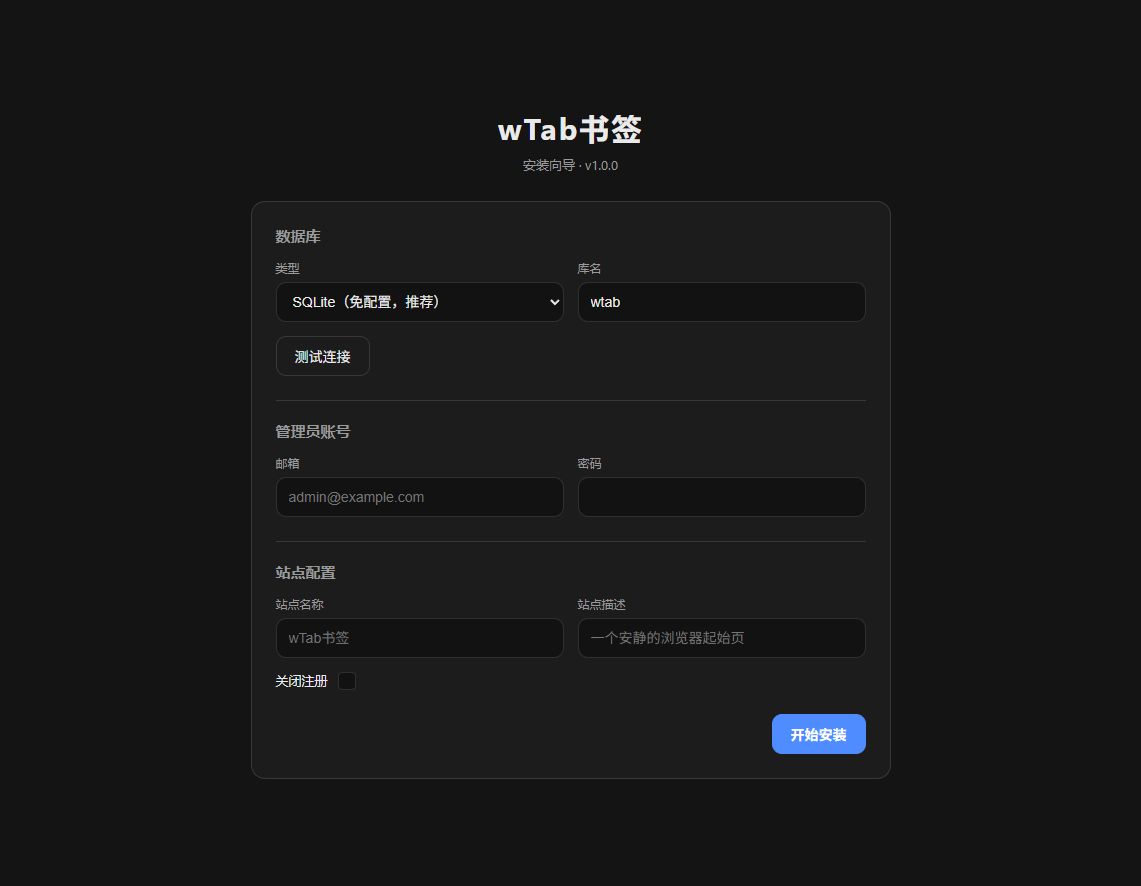 wTab书签
安装向导 · v1.0.0
数据库
类型
库名
SQLite（免配置，推荐）
wtab
测试连接
管理员账号
邮箱
密码
admin@example.com
站点配置
站点名称
站点描述
wTab书签
一个安静的浏览器起始页
关闭注册
开始安装